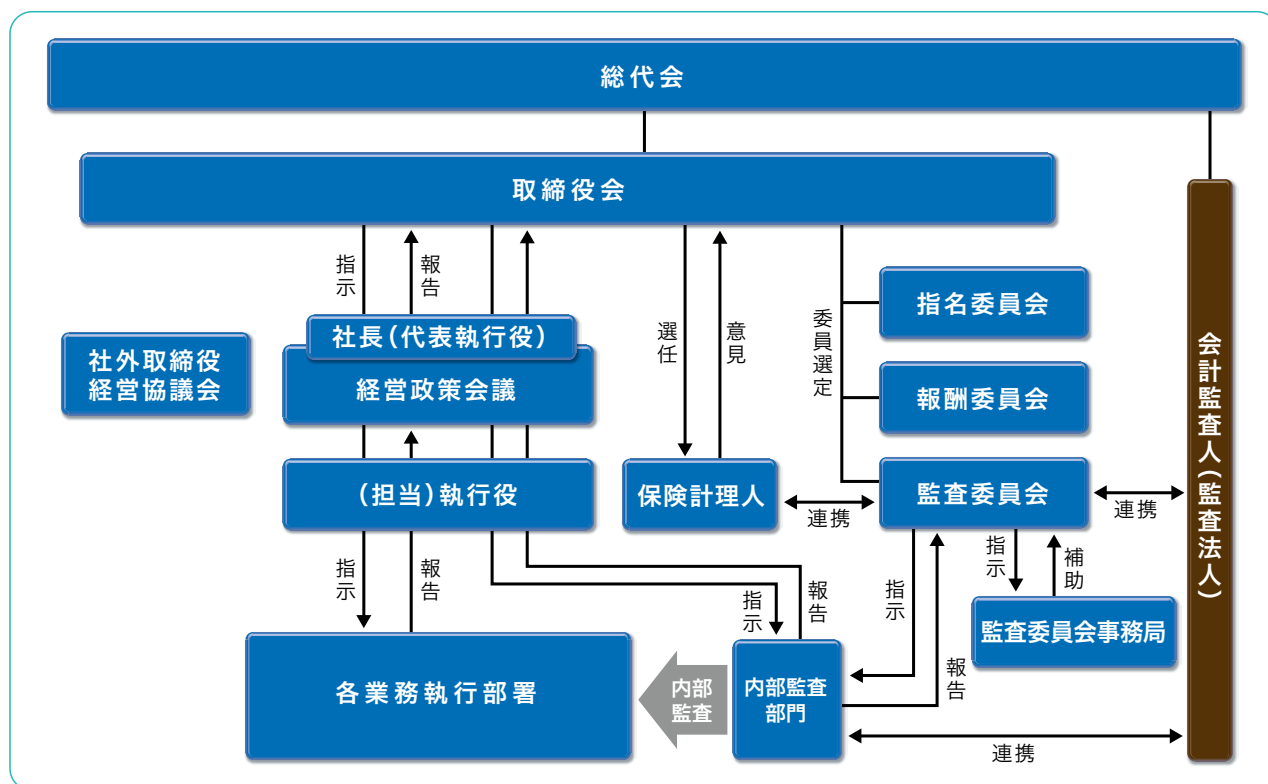 総代会
取締役会
指示
報告
選任
意見
委員選定
指名委員会
社長(代表執行役)
社外取締役
経営協議会
経営政策会議
報酬委員会
会計監査人(監査法人)
(担当)執行役
保険計理人
連携
監査委員会
連携
指示
報告
指示
報告
指示
報告
指示
補助
監査委員会事務局
各業務執行部署
内部
監査
内部監査
部門
連携